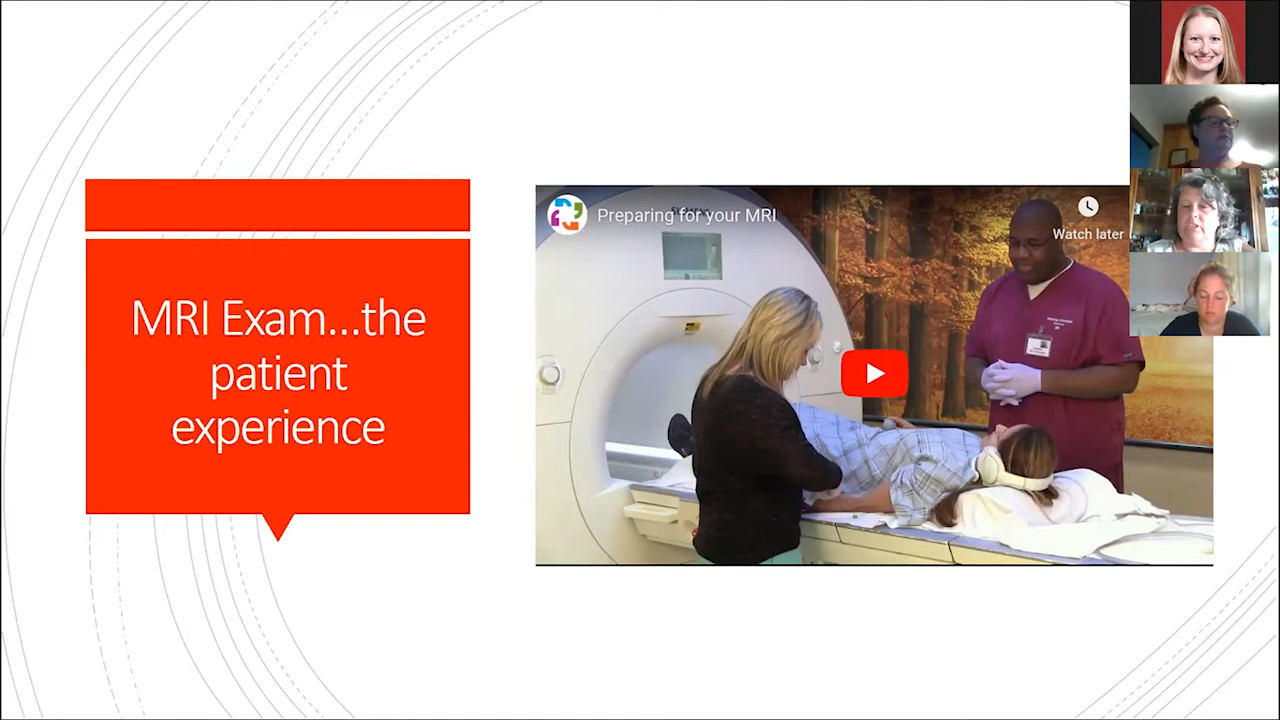 MRI Exam...the
patient
experience
Preparing for your MRI
Watch later